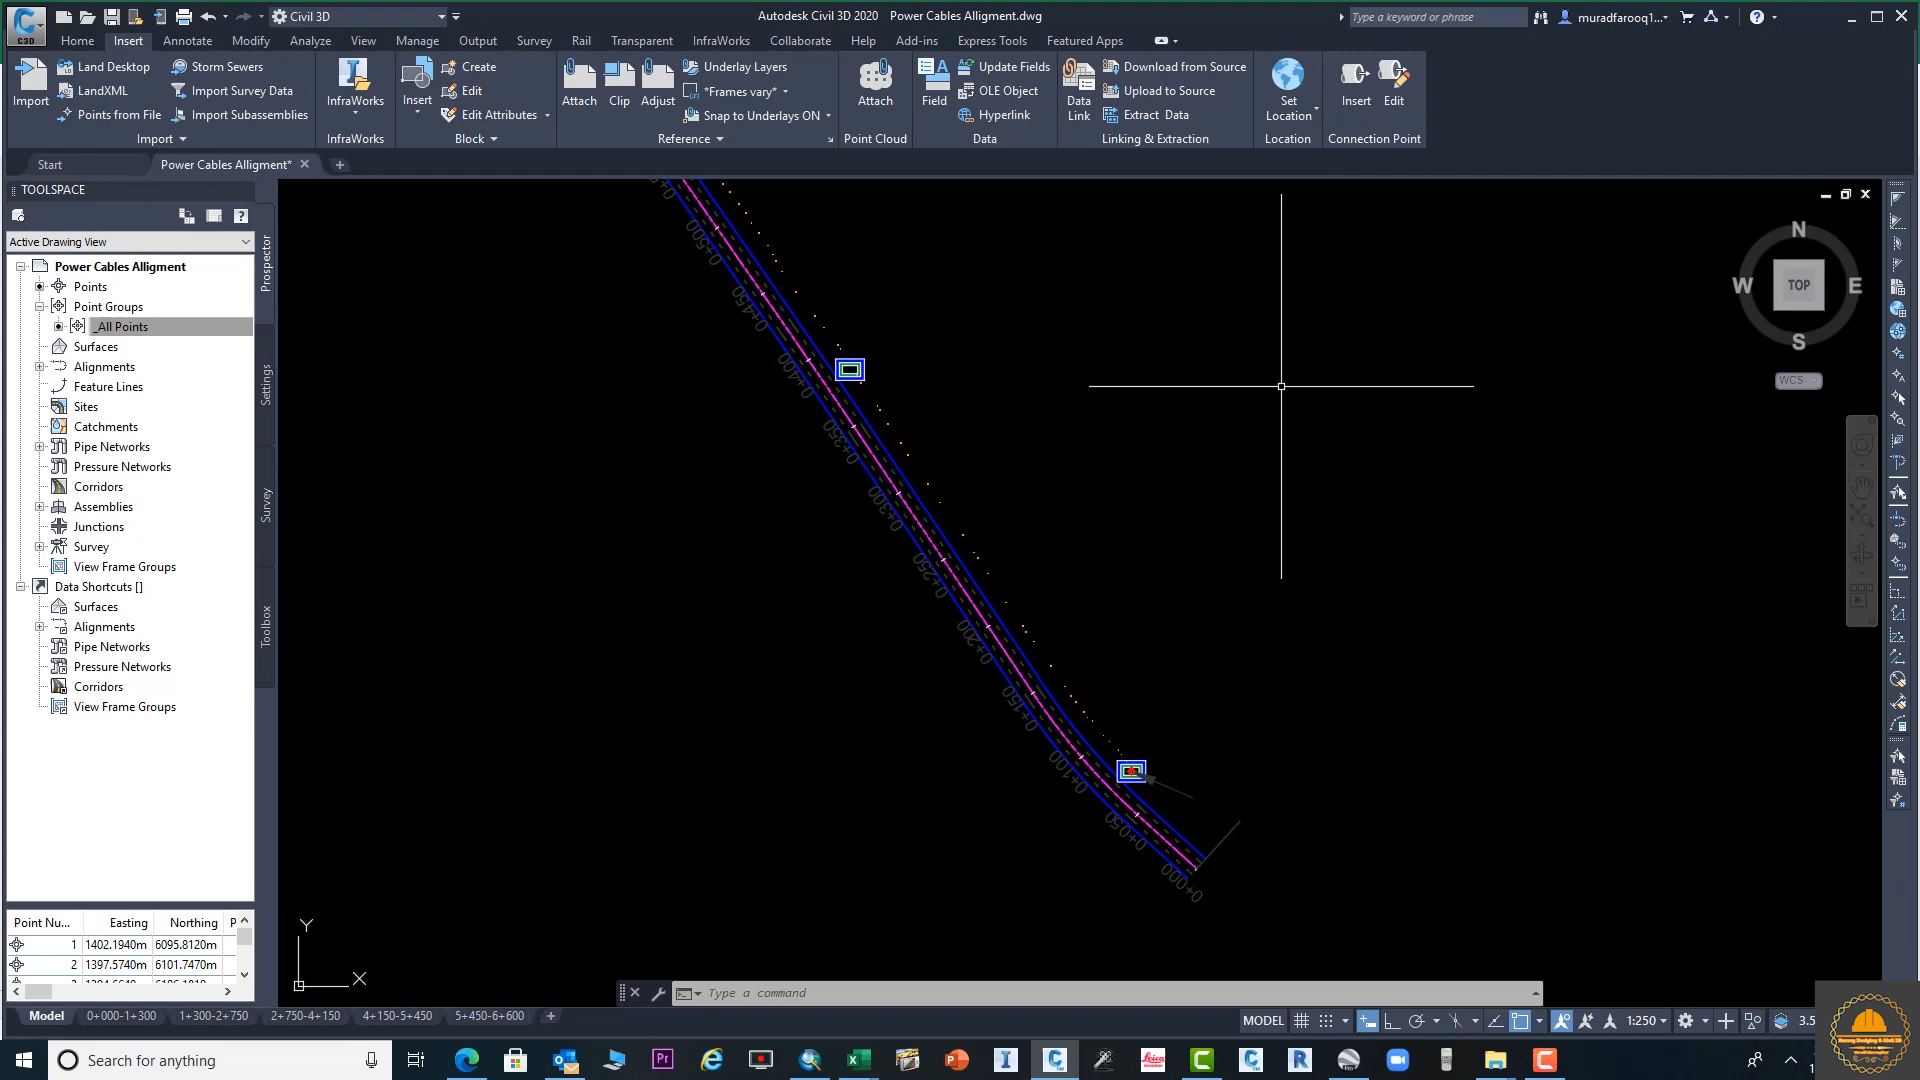 C3D
Civil 3D
Autodesk Civil 3D 2020 Power Cables Alligment.dwg
Type a keyword or phrase
muradfarooq1...
Home Insert Annotate Modify Analyze View Manage Output Survey Rail Transparent InfraWorks Collaborate Help Add-ins Express Tools Featured Apps
Land Desktop Storm Sewers Create Underlay Layers Update Fields Download from Source
Import LandXML Import Survey Data InfraWorks Insert Edit Attach Clip Adjust *Frames vary* Attach Field OLE Object Data Link Upload to Source Set Location Insert Edit
Points from File Import Subassemblies Edit Attributes Snap to Underlays ON Hyperlink Extract Data
Import InfraWorks Block Reference Point Cloud Data Linking & Extraction Location Connection Point
Start Power Cables Alligment*
TOOLSPACE
Active Drawing View
Power Cables Alligment
Points
Point Groups
_All Points
Surfaces
Alignments
Feature Lines
Sites
Catchments
Pipe Networks
Pressure Networks
Corridors
Assemblies
Junctions
Survey
View Frame Groups
Data Shortcuts []
Surfaces
Alignments
Pipe Networks
Pressure Networks
Corridors
View Frame Groups
Prospector
Settings
Survey
Toolbox
0+500
0+450
0+400
0+350
0+300
0+250
0+200
0+150
0+100
0+050
0+000
N
W TOP E
S
WCS
Point Nu... Easting Northing P
1 1402.1940m 6095.8120m
2 1397.5740m 6101.7470m
Y
X
Type a command
Model 0+000-1+300 1+300-2+750 2+750-4+150 4+150-5+450 5+450-6+600
MODEL 1:250 3.5
Search for anything